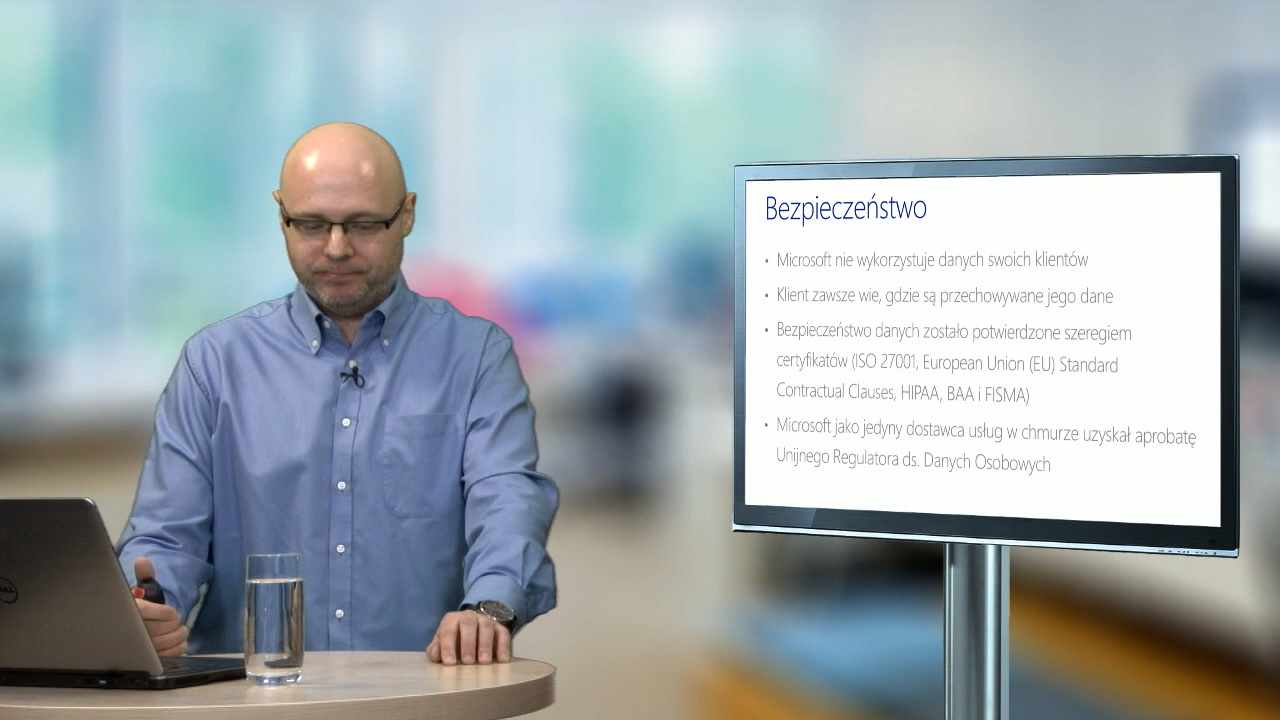 Bezpieczeństwo
• Microsoft nie wykorzystuje danych swoich klientów
• Klient zawsze wie, gdzie są przechowywane jego dane
• Bezpieczeństwo danych zostało potwierdzone szeregiem
certyfikatów (ISO 27001, European Union (EU) Standard
Contractual Clauses, HIPAA, BAA i FISMA)
• Microsoft jako jedyny dostawca usług w chmurze uzyskał aprobatę
Unijnego Regulatora ds. Danych Osobowych